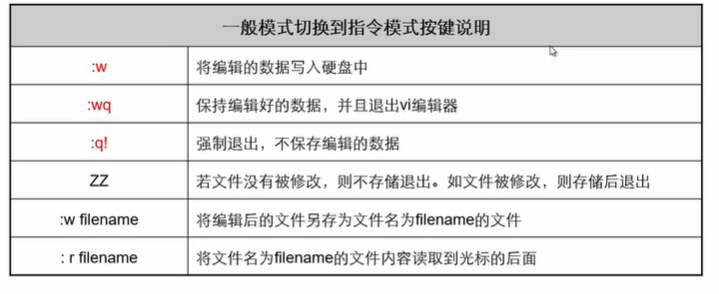 一般模式切换到指令模式按键说明
:w 将编辑的数据写入硬盘中
:wq 保持编辑好的数据，并且退出vi编辑器
:q! 强制退出，不保存编辑的数据
ZZ 若文件没有被修改，则不存储退出。如文件被修改，则存储后退出
:w filename 将编辑后的文件另存为文件名为filename的文件
: r filename 将文件名为filename的文件内容读取到光标的后面